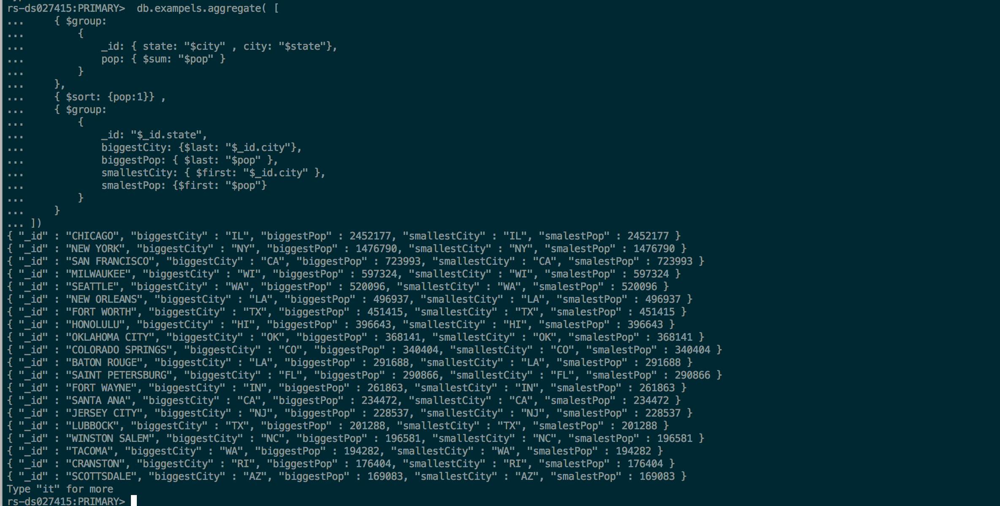 rs-ds027415:PRIMARY>  db.exampels.aggregate( [
...     { $group:
...         {
...             _id: { state: "$city" , city: "$state"},
...             pop: { $sum: "$pop" }
...         }
...     },
...     { $sort: {pop:1}} ,
...     { $group:
...         {
...             _id: "$_id.state",
...             biggestCity: {$last: "$_id.city"},
...             biggestPop: { $last: "$pop" },
...             smallestCity: { $first: "$_id.city" },
...             smalestPop: {$first: "$pop"}
...         }
...     }
... ])
{ "_id" : "CHICAGO", "biggestCity" : "IL", "biggestPop" : 2452177, "smallestCity" : "IL", "smalestPop" : 2452177 }
{ "_id" : "NEW YORK", "biggestCity" : "NY", "biggestPop" : 1476790, "smallestCity" : "NY", "smalestPop" : 1476790 }
{ "_id" : "SAN FRANCISCO", "biggestCity" : "CA", "biggestPop" : 723993, "smallestCity" : "CA", "smalestPop" : 723993 }
{ "_id" : "MILWAUKEE", "biggestCity" : "WI", "biggestPop" : 597324, "smallestCity" : "WI", "smalestPop" : 597324 }
{ "_id" : "SEATTLE", "biggestCity" : "WA", "biggestPop" : 520096, "smallestCity" : "WA", "smalestPop" : 520096 }
{ "_id" : "NEW ORLEANS", "biggestCity" : "LA", "biggestPop" : 496937, "smallestCity" : "LA", "smalestPop" : 496937 }
{ "_id" : "FORT WORTH", "biggestCity" : "TX", "biggestPop" : 451415, "smallestCity" : "TX", "smalestPop" : 451415 }
{ "_id" : "HONOLULU", "biggestCity" : "HI", "biggestPop" : 396643, "smallestCity" : "HI", "smalestPop" : 396643 }
{ "_id" : "OKLAHOMA CITY", "biggestCity" : "OK", "biggestPop" : 368141, "smallestCity" : "OK", "smalestPop" : 368141 }
{ "_id" : "COLORADO SPRINGS", "biggestCity" : "CO", "biggestPop" : 340404, "smallestCity" : "CO", "smalestPop" : 340404 }
{ "_id" : "BATON ROUGE", "biggestCity" : "LA", "biggestPop" : 291688, "smallestCity" : "LA", "smalestPop" : 291688 }
{ "_id" : "SAINT PETERSBURG", "biggestCity" : "FL", "biggestPop" : 290866, "smallestCity" : "FL", "smalestPop" : 290866 }
{ "_id" : "FORT WAYNE", "biggestCity" : "IN", "biggestPop" : 261863, "smallestCity" : "IN", "smalestPop" : 261863 }
{ "_id" : "SANTA ANA", "biggestCity" : "CA", "biggestPop" : 234472, "smallestCity" : "CA", "smalestPop" : 234472 }
{ "_id" : "JERSEY CITY", "biggestCity" : "NJ", "biggestPop" : 228537, "smallestCity" : "NJ", "smalestPop" : 228537 }
{ "_id" : "LUBBOCK", "biggestCity" : "TX", "biggestPop" : 201288, "smallestCity" : "TX", "smalestPop" : 201288 }
{ "_id" : "WINSTON SALEM", "biggestCity" : "NC", "biggestPop" : 196581, "smallestCity" : "NC", "smalestPop" : 196581 }
{ "_id" : "TACOMA", "biggestCity" : "WA", "biggestPop" : 194282, "smallestCity" : "WA", "smalestPop" : 194282 }
{ "_id" : "CRANSTON", "biggestCity" : "RI", "biggestPop" : 176404, "smallestCity" : "RI", "smalestPop" : 176404 }
{ "_id" : "SCOTTSDALE", "biggestCity" : "AZ", "biggestPop" : 169083, "smallestCity" : "AZ", "smalestPop" : 169083 }
Type "it" for more
rs-ds027415:PRIMARY>